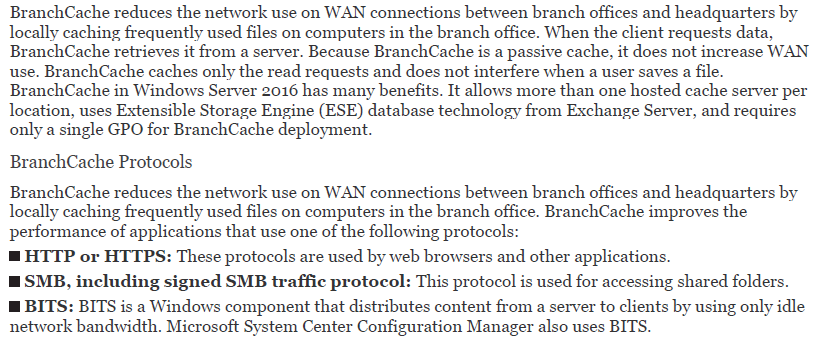 BranchCache reduces the network use on WAN connections between branch offices and headquarters by
locally caching frequently used files on computers in the branch office. When the client requests data,
BranchCache retrieves it from a server. Because BranchCache is a passive cache, it does not increase WAN
use. BranchCache caches only the read requests and does not interfere when a user saves a file.
BranchCache in Windows Server 2016 has many benefits. It allows more than one hosted cache server per
location, uses Extensible Storage Engine (ESE) database technology from Exchange Server, and requires
only a single GPO for BranchCache deployment.
BranchCache Protocols
BranchCache reduces the network use on WAN connections between branch offices and headquarters by
locally caching frequently used files on computers in the branch office. BranchCache improves the
performance of applications that use one of the following protocols:
■ HTTP or HTTPS: These protocols are used by web browsers and other applications.
■ SMB, including signed SMB traffic protocol: This protocol is used for accessing shared folders.
■ BITS: BITS is a Windows component that distributes content from a server to clients by using only idle
network bandwidth. Microsoft System Center Configuration Manager also uses BITS.